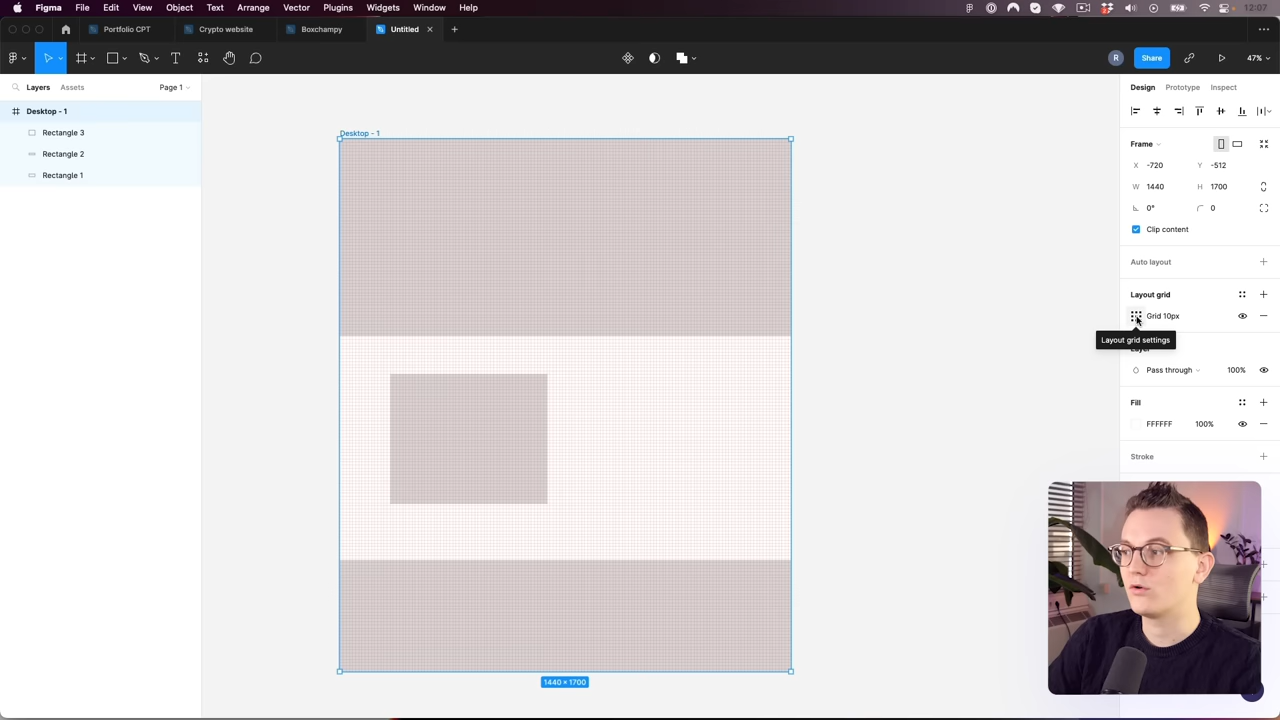 Figma File Edit View Object Text Arrange Vector Plugins Widgets Window Help 12:07
Portfolio CPT Crypto website Boxchamp Untitled
R Share 47%
Layers Assets Page 1 Design Prototype Inspect
Desktop - 1
Rectangle 3
Rectangle 2
Rectangle 1
Desktop - 1
1440 × 1700
Frame
X -720 Y -512
W 1440 H 1700
0° 0
Clip content
Auto layout
Layout grid
Grid 10px
Layout grid settings
Pass through 100%
Fill
FFFFFF 100%
Stroke